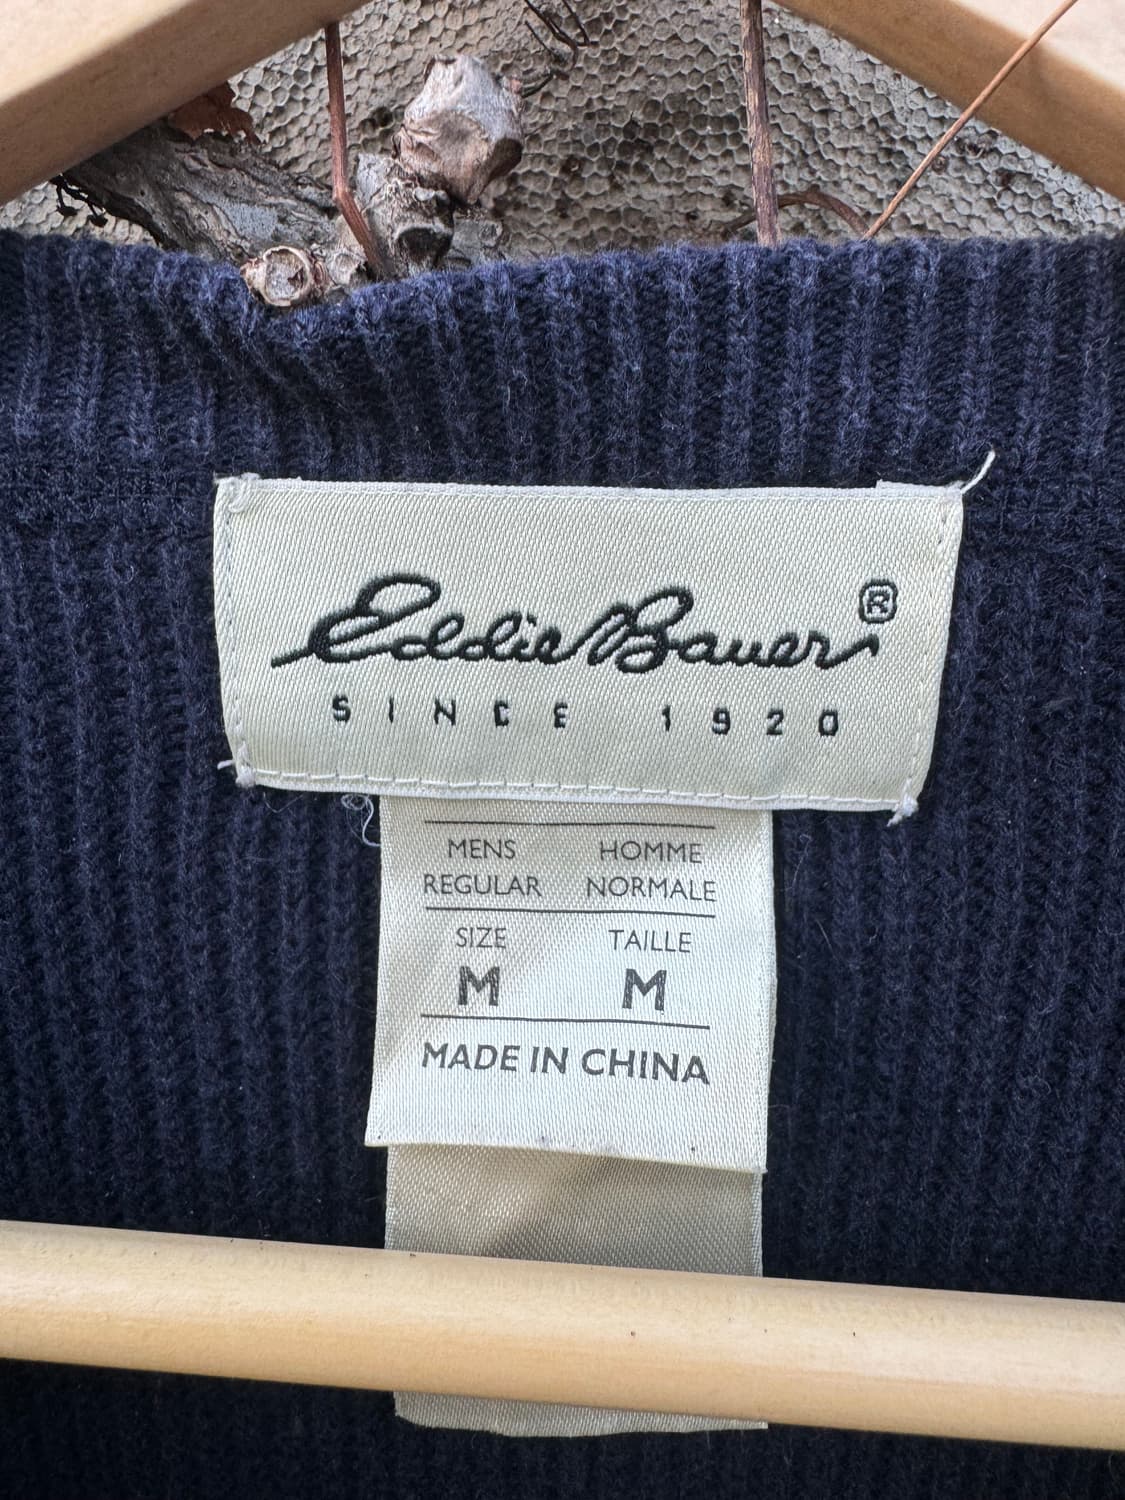 Eddie Bauer®
SINCE 1920
MENS HOMME
REGULAR NORMALE
SIZE TAILLE
M M
MADE IN CHINA